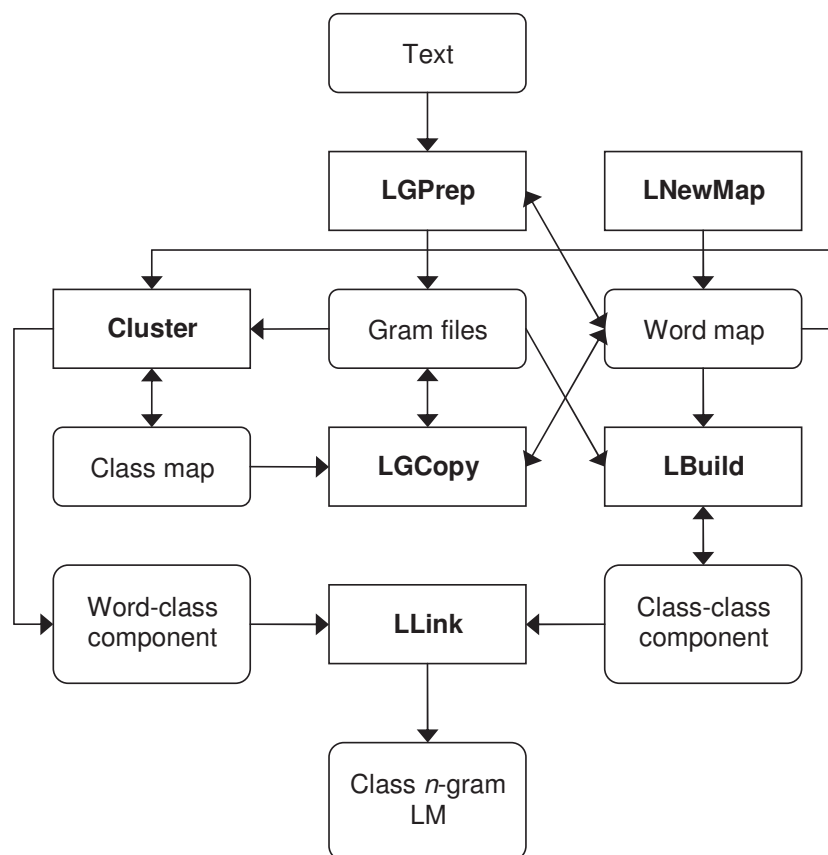 Text
LGPrep
LNewMap
Cluster
Gram files
Word map
Class map
LGCopy
LBuild
Word-class
component
LLink
Class-class
component
Class n-gram
LM